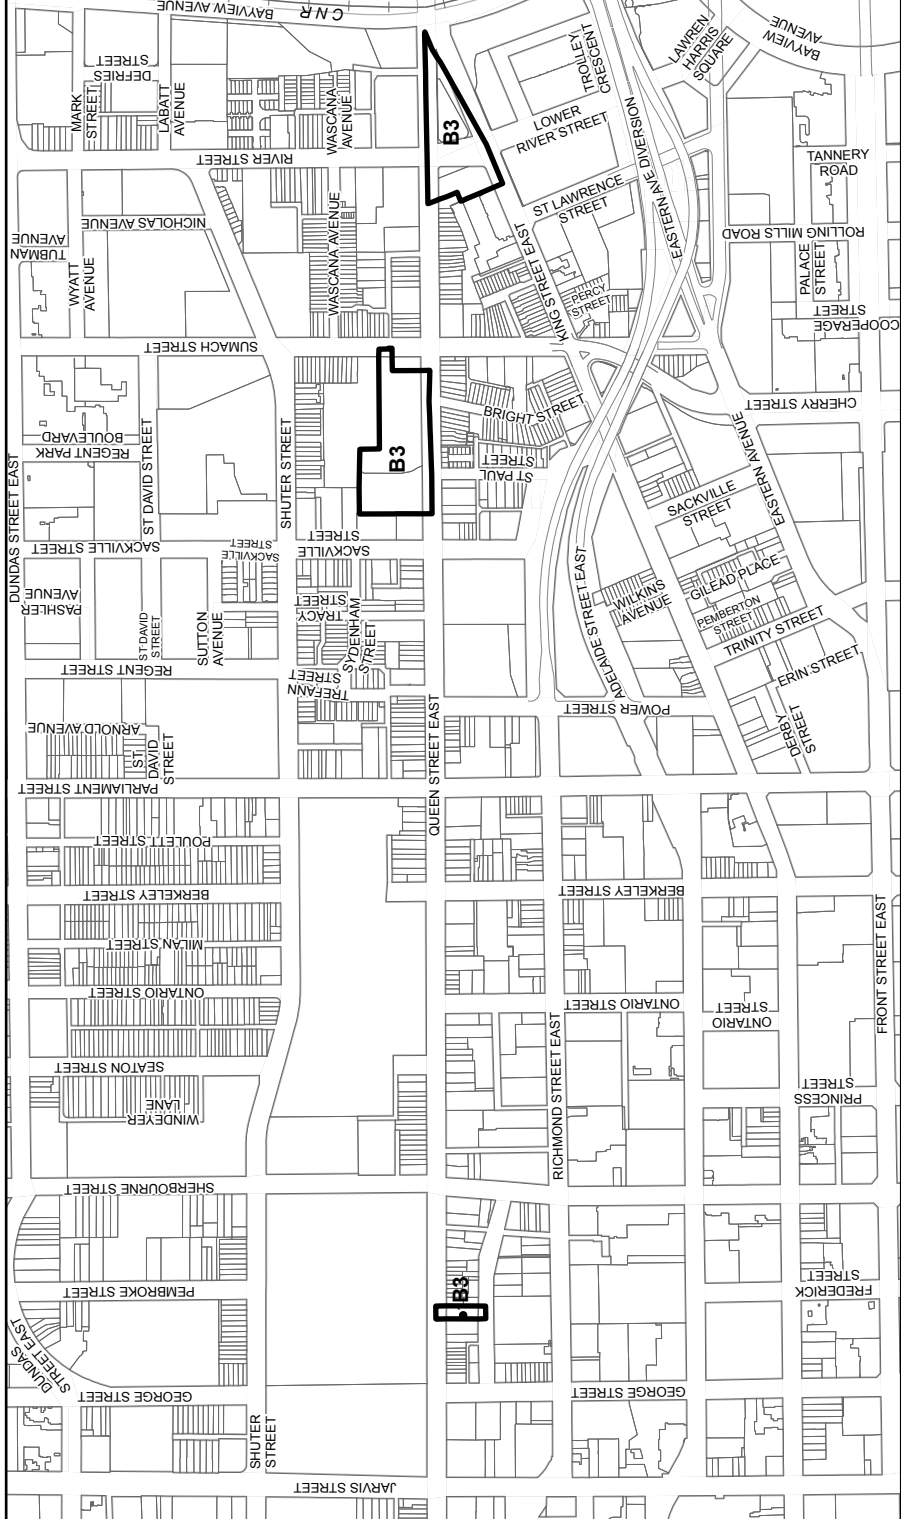 BAYVIEW AVENUE
CNR
DEFRIES
STREET
MARK
STREET
LABATT
AVENUE
WASCANA
AVENUE
RIVER STREET
B3
TROLLEY
CRESCENT
LAWREN
HARRIS
SQUARE
BAYVIEW
AVENUE
LOWER
RIVER STREET
EASTERN AVE DIVERSION
TANNERY
ROAD
ST LAWRENCE
STREET
NICHOLAS AVENUE
TUBMAN
AVENUE
WYATT
AVENUE
WASCANA AVENUE
KING STREET EAST
PERCY
STREET
ROLLING MILLS ROAD
PALACE
STREET
COOPERAGE
STREET
SUMACH STREET
BRIGHT STREET
CHERRY STREET
REGENT PARK
BOULEVARD
ST DAVID STREET
SHUTER STREET
B3
ST PAUL
STREET
EASTERN AVENUE
SACKVILLE
STREET
DUNDAS STREET EAST
SACKVILLE STREET
SACKVILLE
STREET
SACKVILLE
STREET
PASHLER
AVENUE
ST DAVID
STREET
SUTTON
AVENUE
TRACY
STREET
SYDENHAM
STREET
ADELAIDE STREET EAST
WILKINS
AVENUE
GILEAD PLACE
PEMBERTON
STREET
TRINITY STREET
ERIN STREET
REGENT STREET
TREFANN
STREET
POWER STREET
DERBY
STREET
ARNOLD AVENUE
ST
DAVID
STREET
PARLIAMENT STREET
QUEEN STREET EAST
POULETT STREET
BERKELEY STREET
BERKELEY STREET
MILAN STREET
FRONT STREET EAST
ONTARIO STREET
ONTARIO STREET
ONTARIO
STREET
RICHMOND STREET EAST
SEATON STREET
WINDEYER
LANE
PRINCESS
STREET
SHERBOURNE STREET
PEMBROKE STREET
B3
FREDERICK
STREET
DUNDAS
STREET EAST
GEORGE STREET
GEORGE STREET
SHUTER
STREET
JARVIS STREET
EASTERN AVENUE